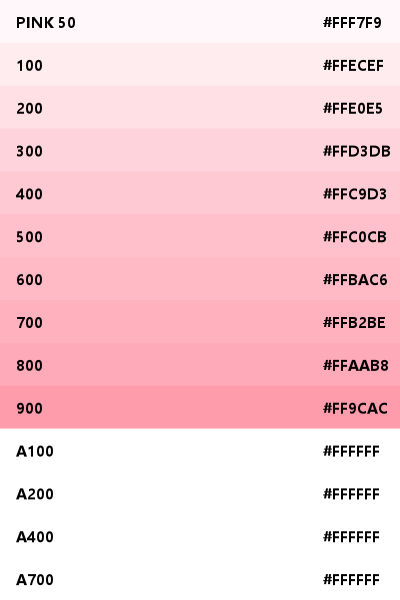 PINK 50 #FFF7F9
100 #FFECEF
200 #FFE0E5
300 #FFD3DB
400 #FFC9D3
500 #FFC0CB
600 #FFBAC6
700 #FFB2BE
800 #FFAAB8
900 #FF9CAC
A100 #FFFFFF
A200 #FFFFFF
A400 #FFFFFF
A700 #FFFFFF